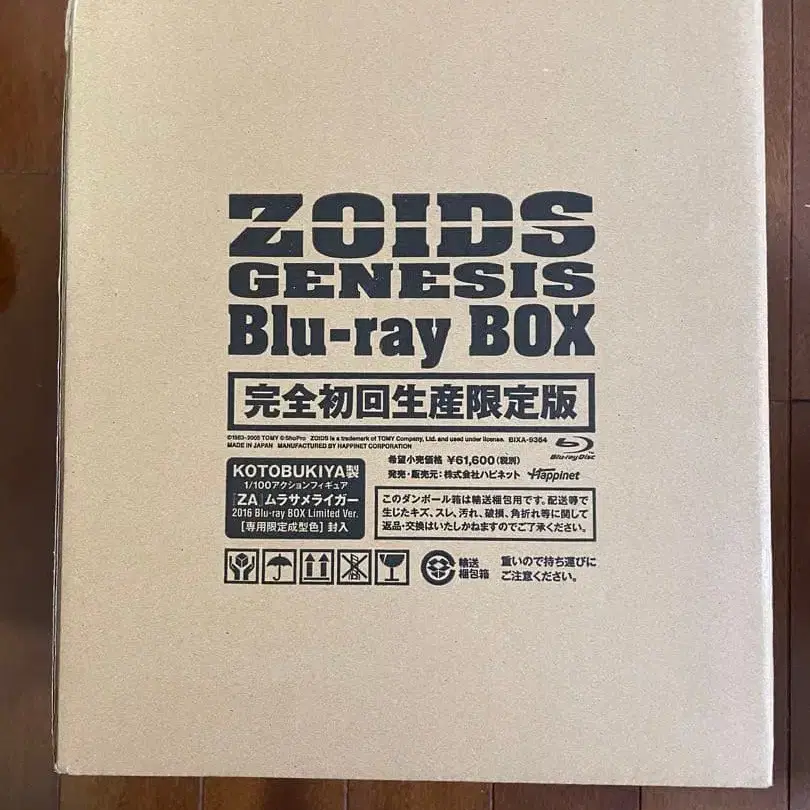 ZOIDS
GENESIS
Blu-ray BOX
完全初回生産限定版
©1983-2005 TOMY ©ShoPro ZOIDS is a trademark of TOMY Company, Ltd. and used under license. BIXA-9364
MADE IN JAPAN MANUFACTURED BY HAPPINET CORPORATION
Blu-ray Disc
希望小売価格 ¥61,600(税別)
発売・販売元:株式会社ハピネット Happinet
KOTOBUKIYA製
1/100アクションフィギュア
「ZA」ムラサメライガー
2016 Blu-ray BOX Limited Ver.
[専用限定成型色] 封入
このダンボール箱は輸送梱包用です。配送等で
生じたキズ、スレ、汚れ、破損、角折れ等に関して
返品・交換はいたしかねますのでご了承ください。
輸送
梱包箱
重いので持ち運びに
ご注意ください。